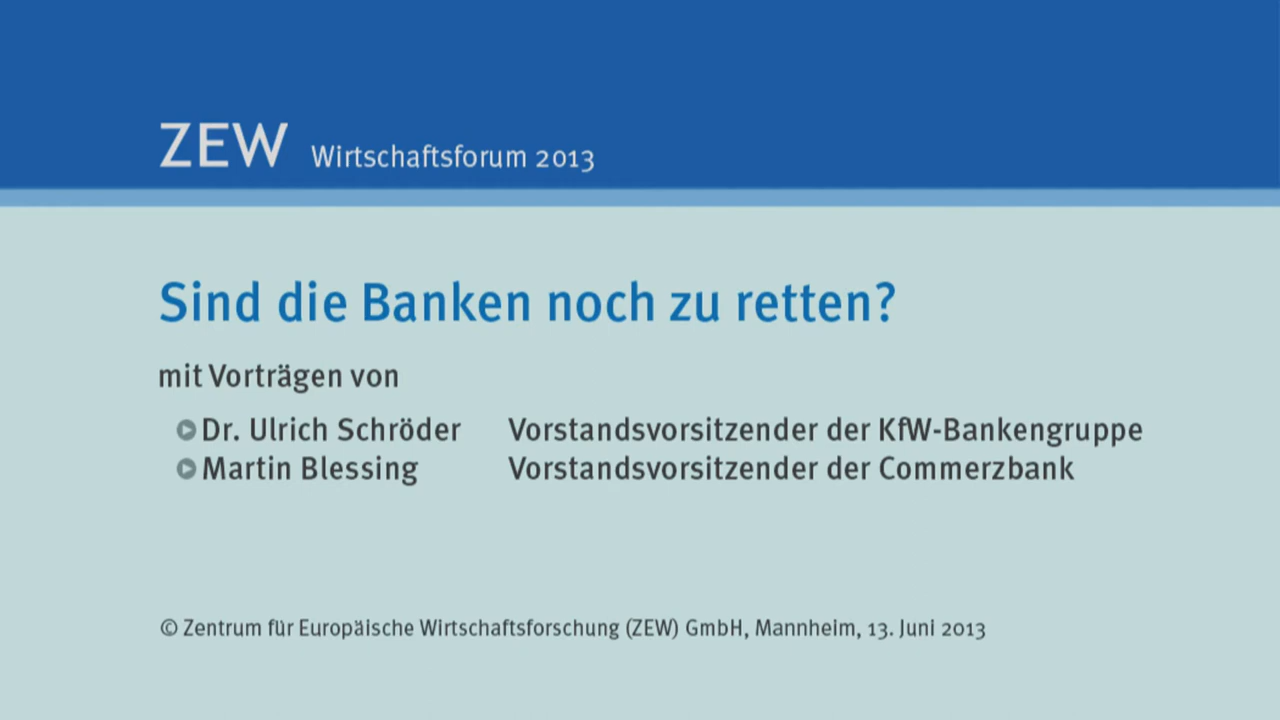 ZEW Wirtschaftsforum 2013
Sind die Banken noch zu retten?
mit Vorträgen von
Dr. Ulrich Schröder Vorstandsvorsitzender der KfW-Bankengruppe
Martin Blessing Vorstandsvorsitzender der Commerzbank
© Zentrum für Europäische Wirtschaftsforschung (ZEW) GmbH, Mannheim, 13. Juni 2013